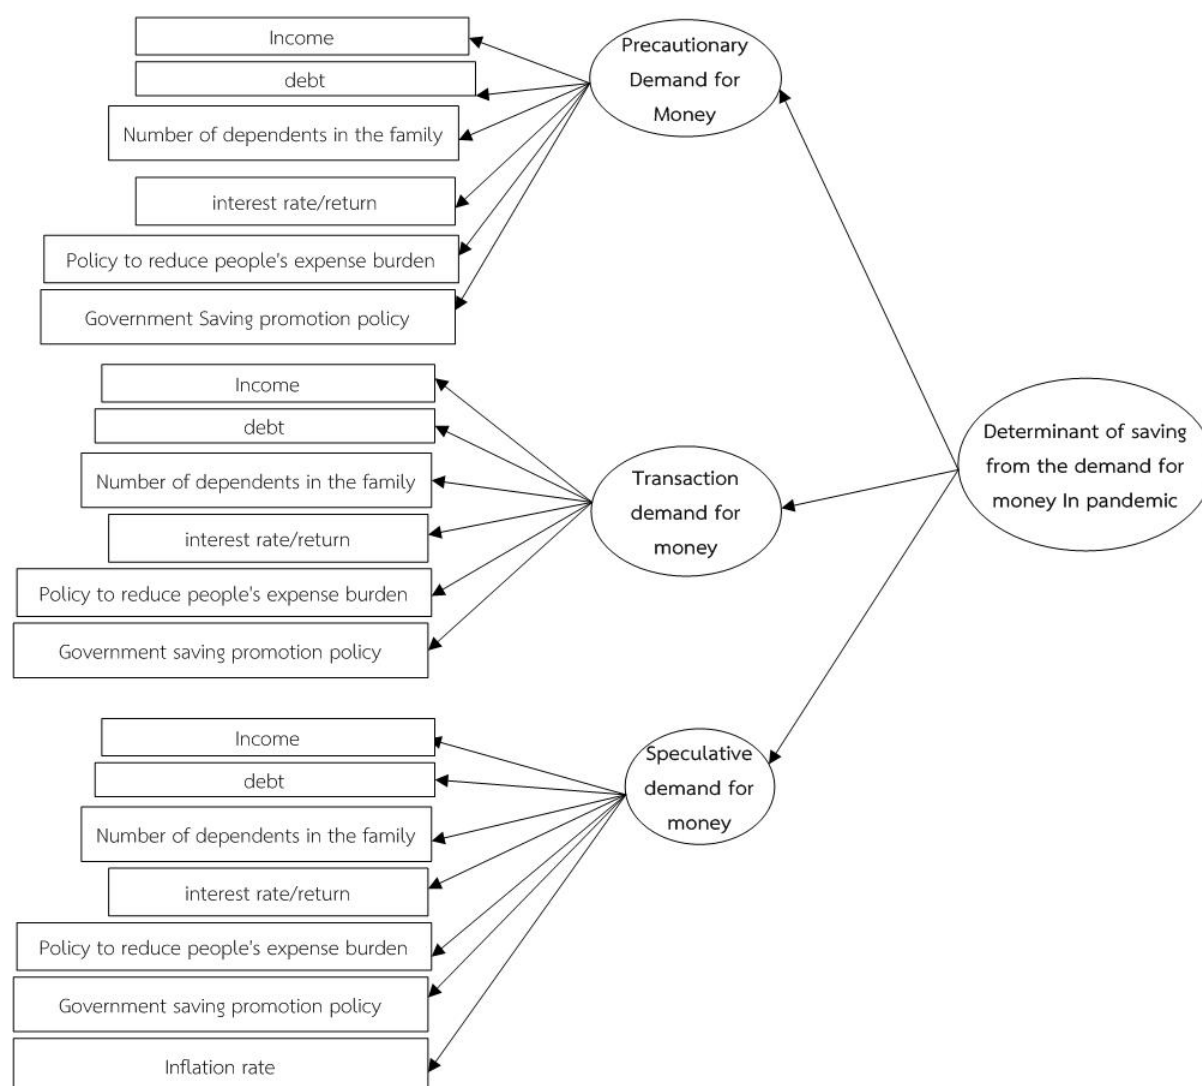 Income
debt
Number of dependents in the family
interest rate/return
Policy to reduce people's expense burden
Government Saving promotion policy
Precautionary
Demand for
Money
Income
debt
Number of dependents in the family
interest rate/return
Policy to reduce people's expense burden
Government saving promotion policy
Transaction
demand for
money
Determinant of saving
from the demand for
money In pandemic
Income
debt
Number of dependents in the family
interest rate/return
Policy to reduce people's expense burden
Government saving promotion policy
Inflation rate
Speculative
demand for
money